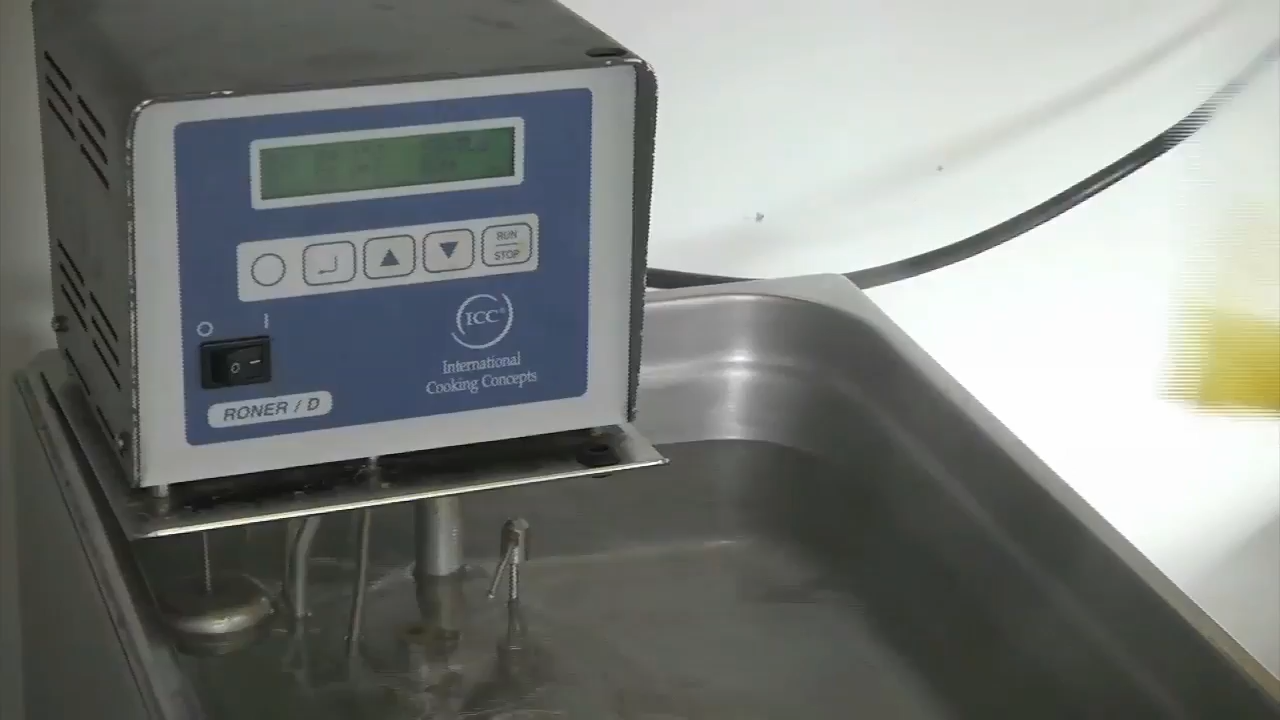 RUN
STOP
ICC®
International
Cooking Concepts
RONER / D